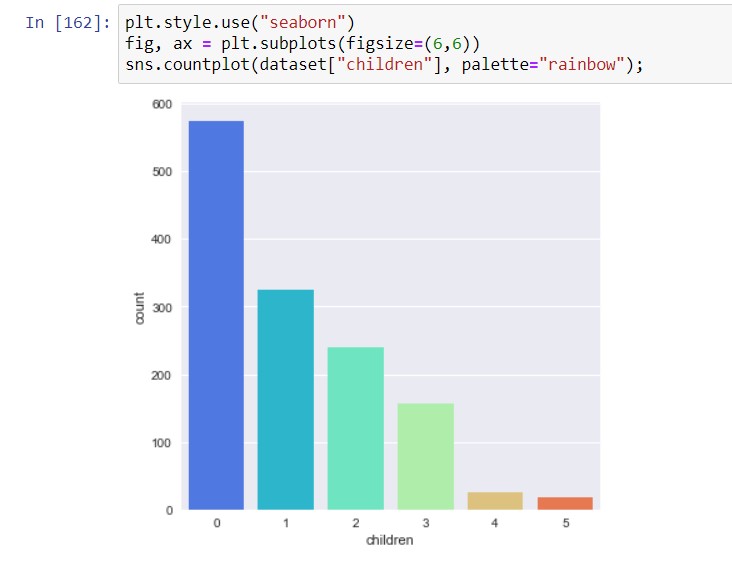 In [162]: plt.style.use("seaborn")
fig, ax = plt.subplots(figsize=(6,6))
sns.countplot(dataset["children"], palette="rainbow");
600
500
400
300
200
100
0
count
0 1 2 3 4 5
children